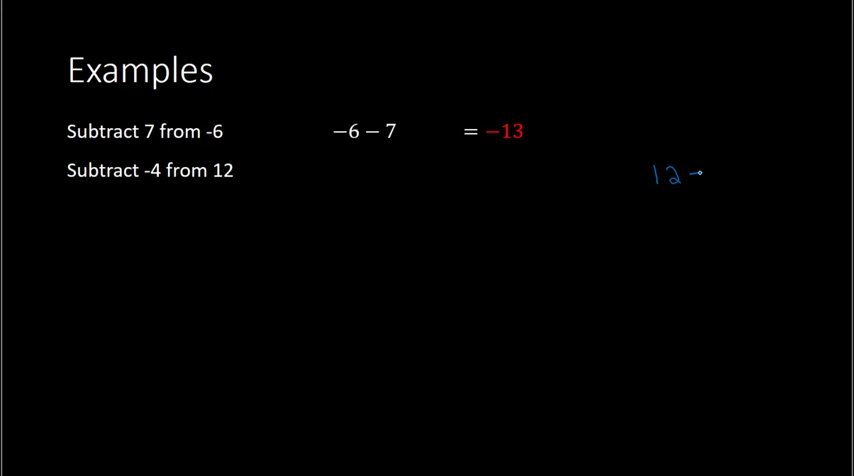 Examples
Subtract 7 from -6 −6 − 7 = −13
Subtract -4 from 12 12 -